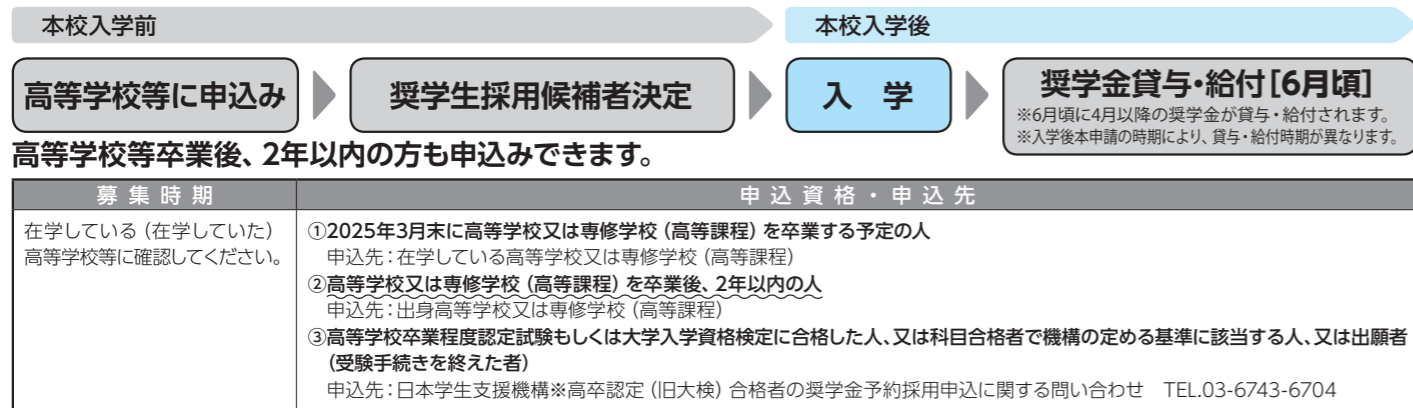 本校入学前
本校入学後
高等学校等に申込み
奨学生採用候補者決定
入 学
奨学金貸与・給付[6月頃]
※6月頃に4月以降の奨学金が貸与・給付されます。
※入学後本申請の時期により、貸与・給付時期が異なります。
高等学校等卒業後、2年以内の方も申込みできます。
募集時期
申込資格・申込先
在学している(在学していた)
高等学校等に確認してください。
①2025年3月末に高等学校又は専修学校(高等課程)を卒業する予定の人
申込先:在学している高等学校又は専修学校(高等課程)
②高等学校又は専修学校(高等課程)を卒業後、2年以内の人
申込先:出身高等学校又は専修学校(高等課程)
③高等学校卒業程度認定試験もしくは大学入学資格検定に合格した人、又は科目合格者で機構の定める基準に該当する人、又は出願者
(受験手続きを終えた者)
申込先:日本学生支援機構※高卒認定(旧大検)合格者の奨学金予約採用申込に関する問い合わせ TEL.03-6743-6704